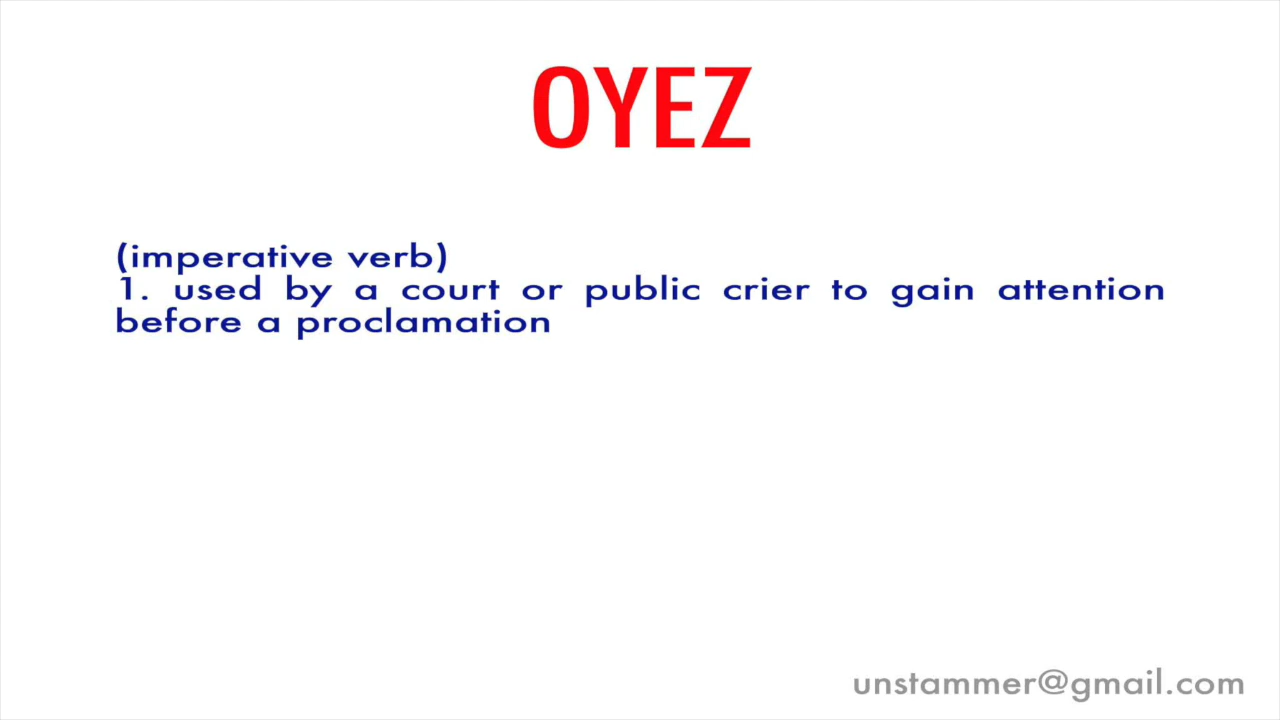 OYEZ
(imperative verb)
1. used by a court or public crier to gain attention
before a proclamation
unstammer@gmail.com